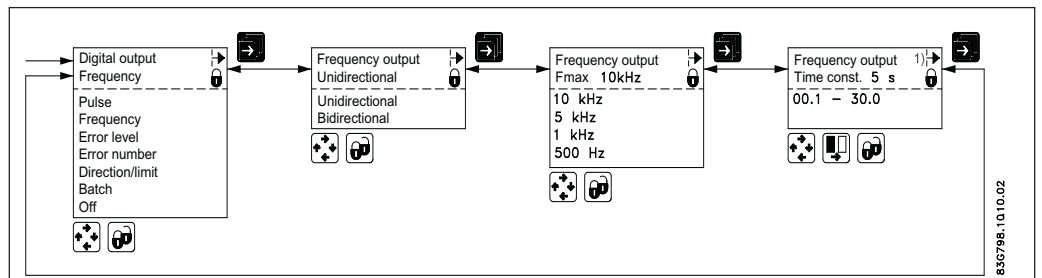 Digital output
Frequency
Pulse
Frequency
Error level
Error number
Direction/limit
Batch
Off
Frequency output
Unidirectional
Unidirectional
Bidirectional
Frequency output
Fmax 10kHz
10 kHz
5 kHz
1 kHz
500 Hz
Frequency output 1)
Time const. 5 s
00.1 – 30.0
83G798.10.10.02